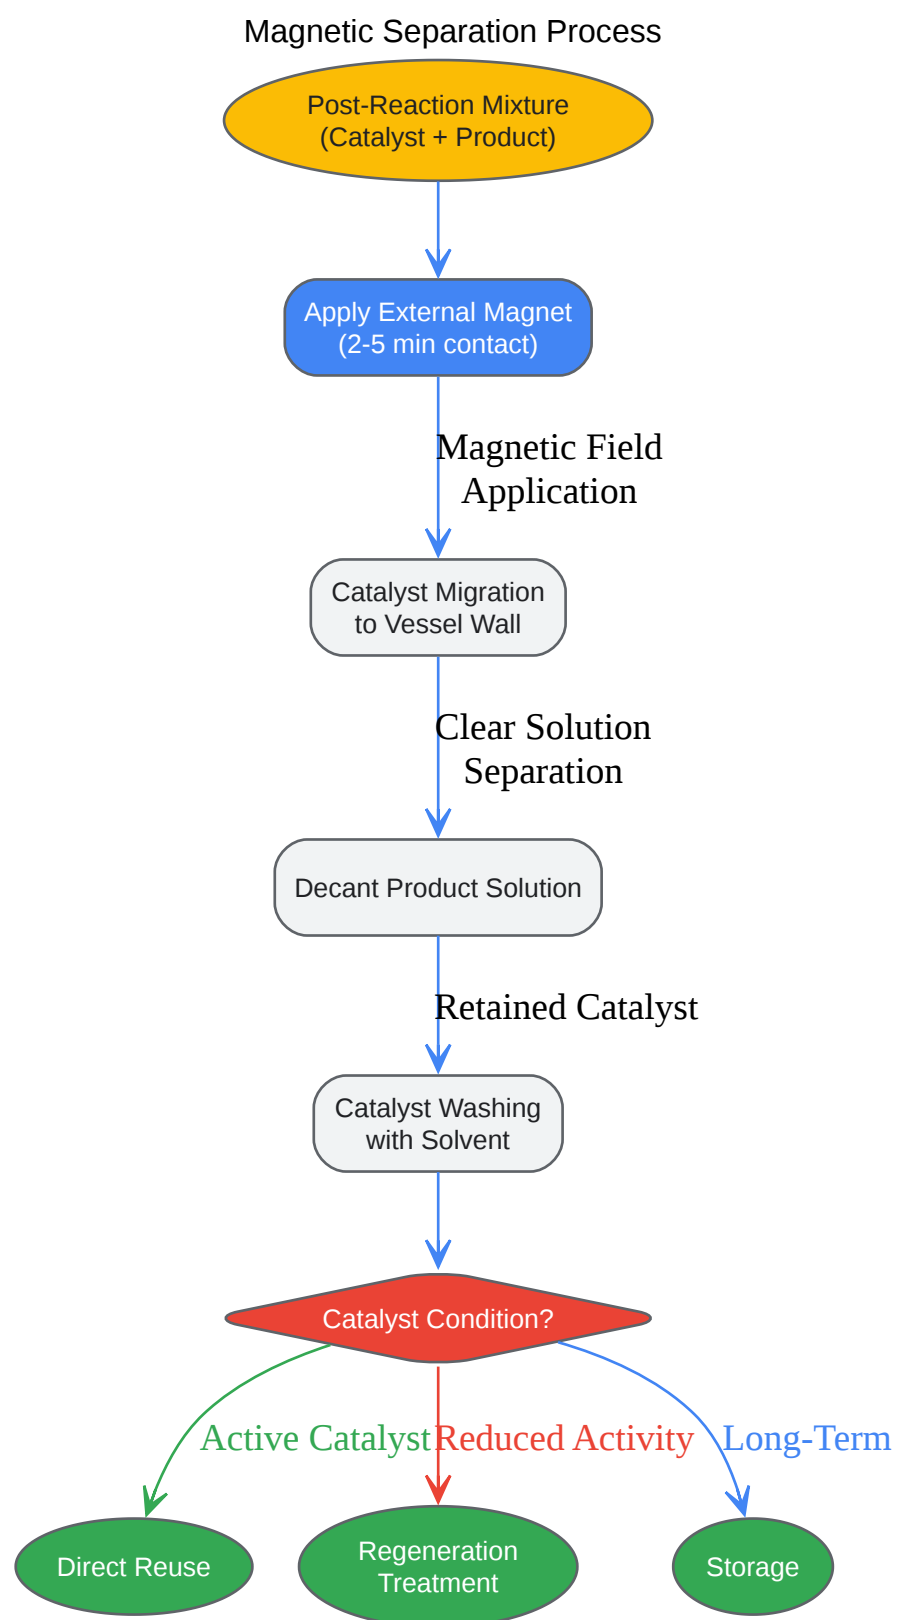 Magnetic Separation Process
Post-Reaction Mixture
(Catalyst + Product)
Apply External Magnet
(2-5 min contact)
Magnetic Field
Application
Catalyst Migration
to Vessel Wall
Clear Solution
Separation
Decant Product Solution
Retained Catalyst
Catalyst Washing
with Solvent
Catalyst Condition?
Active Catalyst
Reduced Activity
Long-Term
Direct Reuse
Regeneration
Treatment
Storage